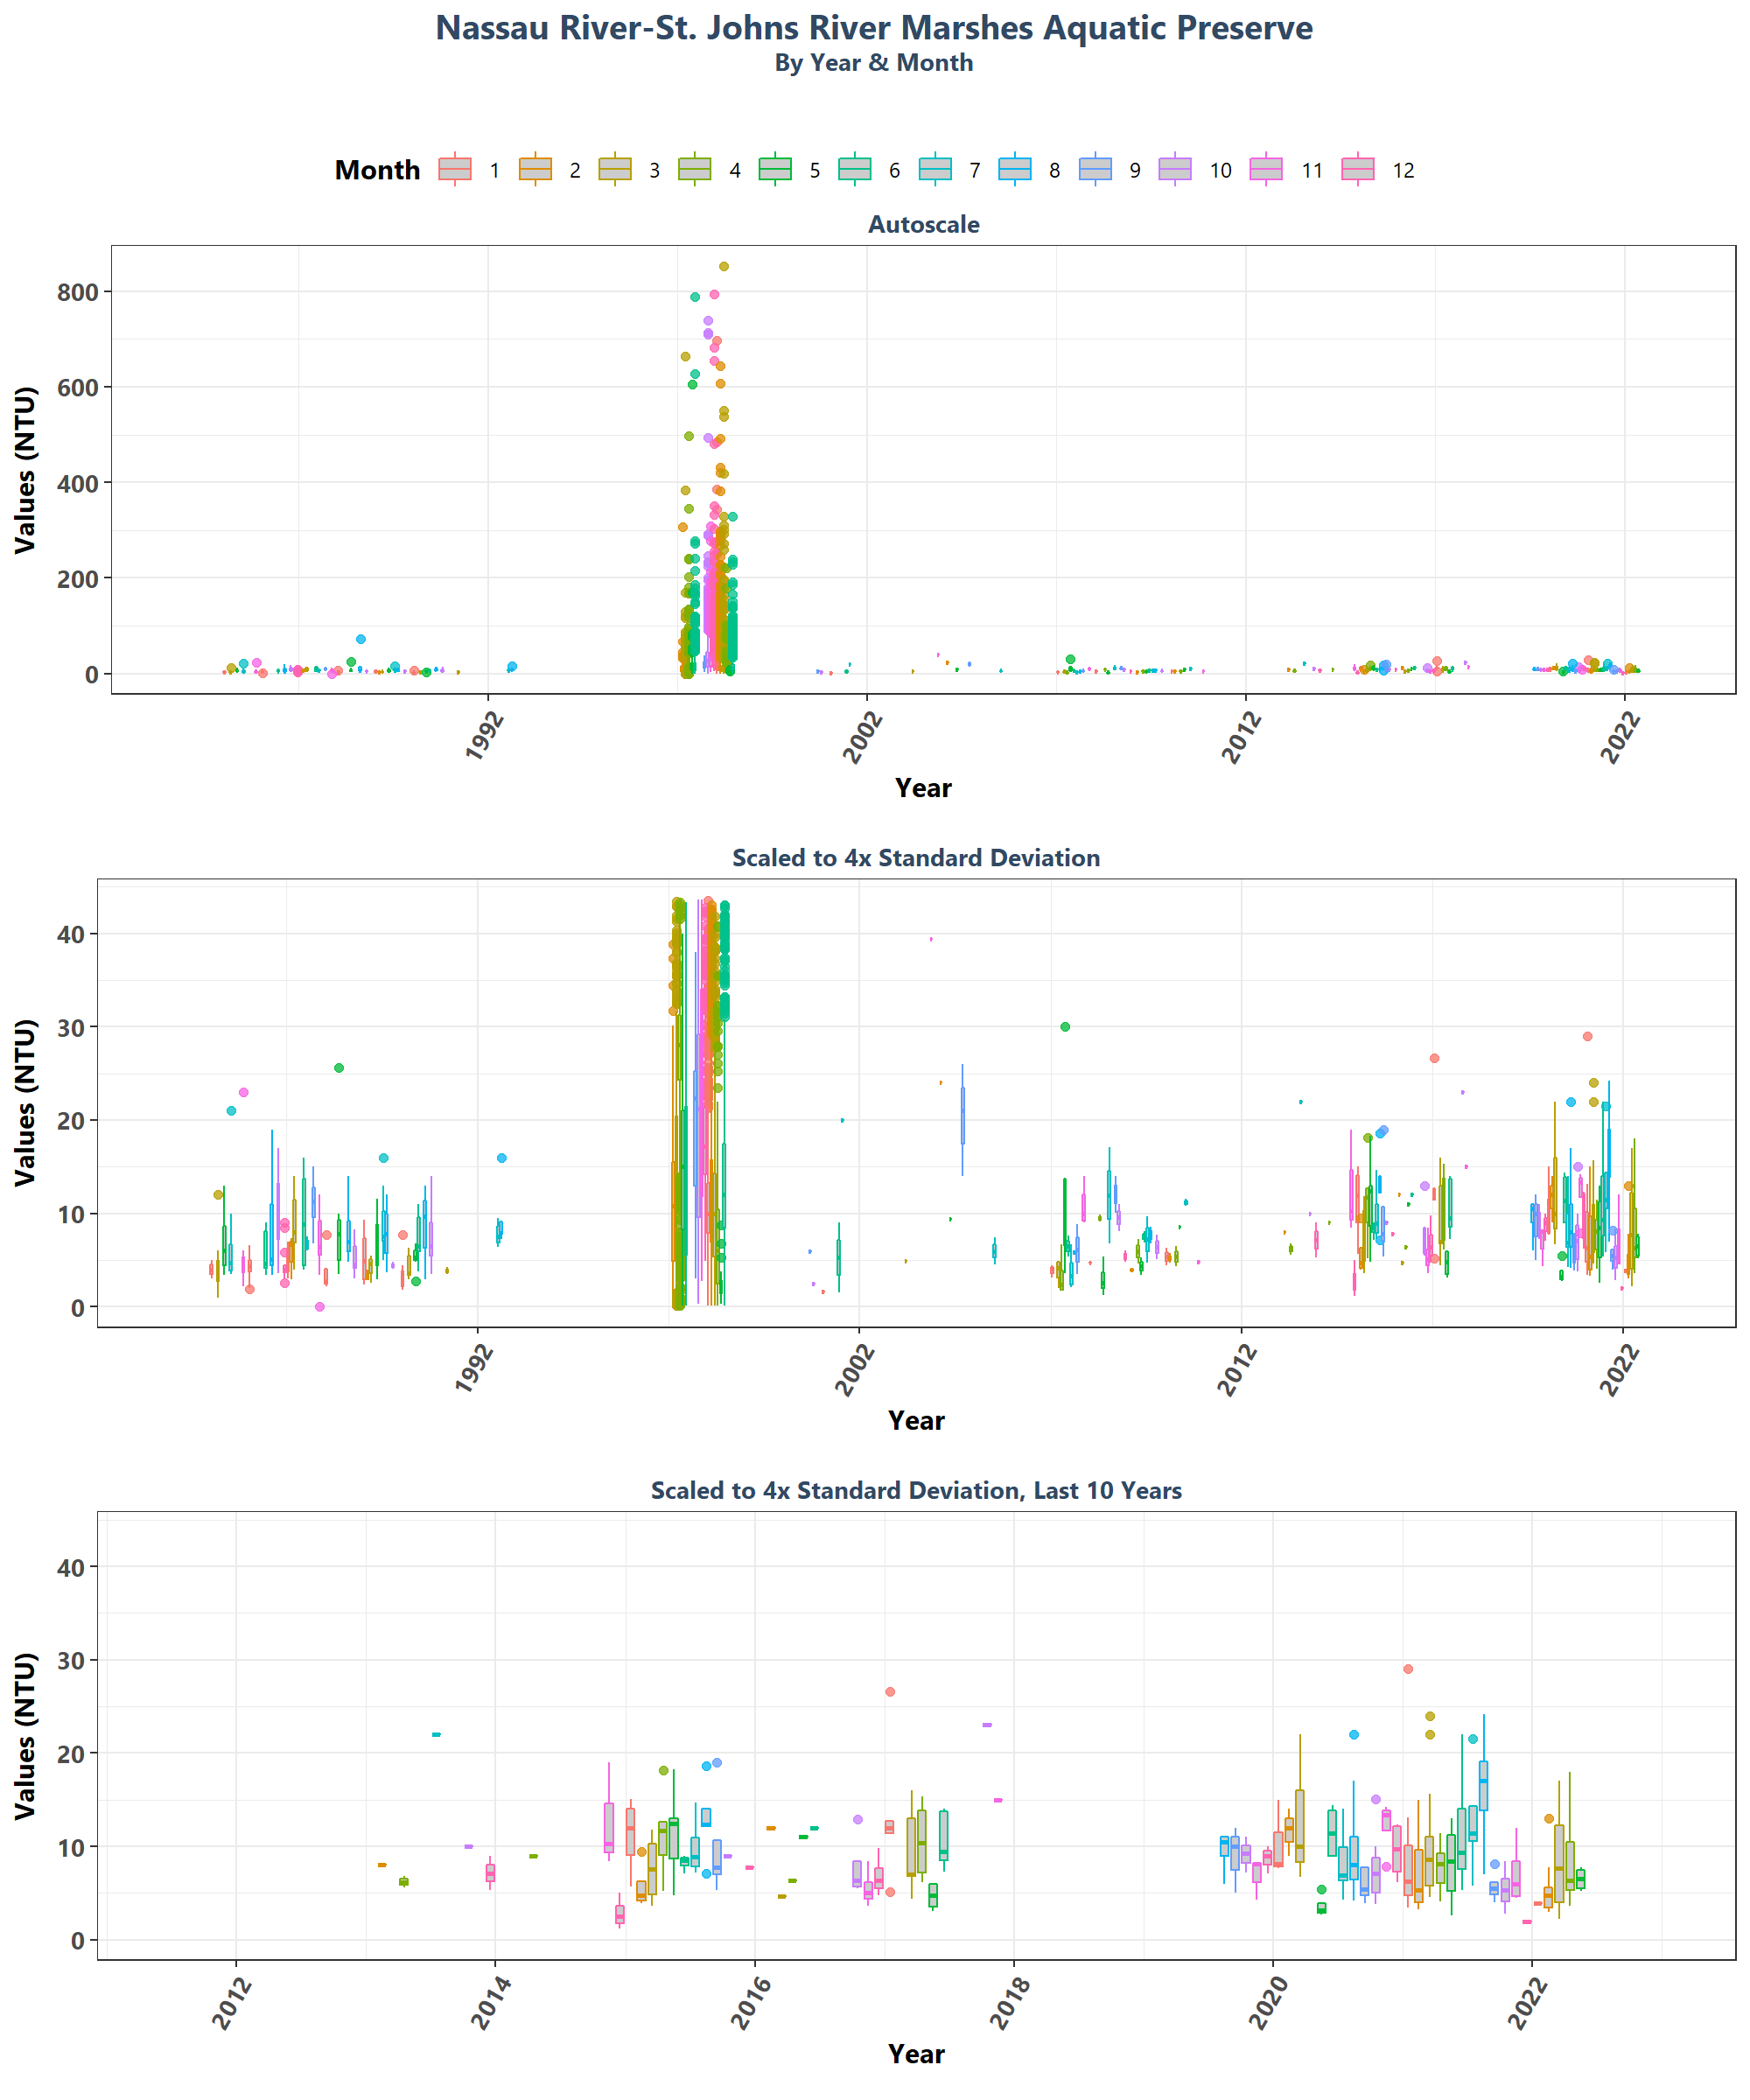 Nassau River-St. Johns River Marshes Aquatic Preserve
By Year & Month
Month 1 2 3 4 5 6 7 8 9 10 11 12
Autoscale
Values (NTU)
800
600
400
200
0
1992 2002 2012 2022
Year
Scaled to 4x Standard Deviation
Values (NTU)
40
30
20
10
0
1992 2002 2012 2022
Year
Scaled to 4x Standard Deviation, Last 10 Years
Values (NTU)
40
30
20
10
0
2012 2014 2016 2018 2020 2022
Year